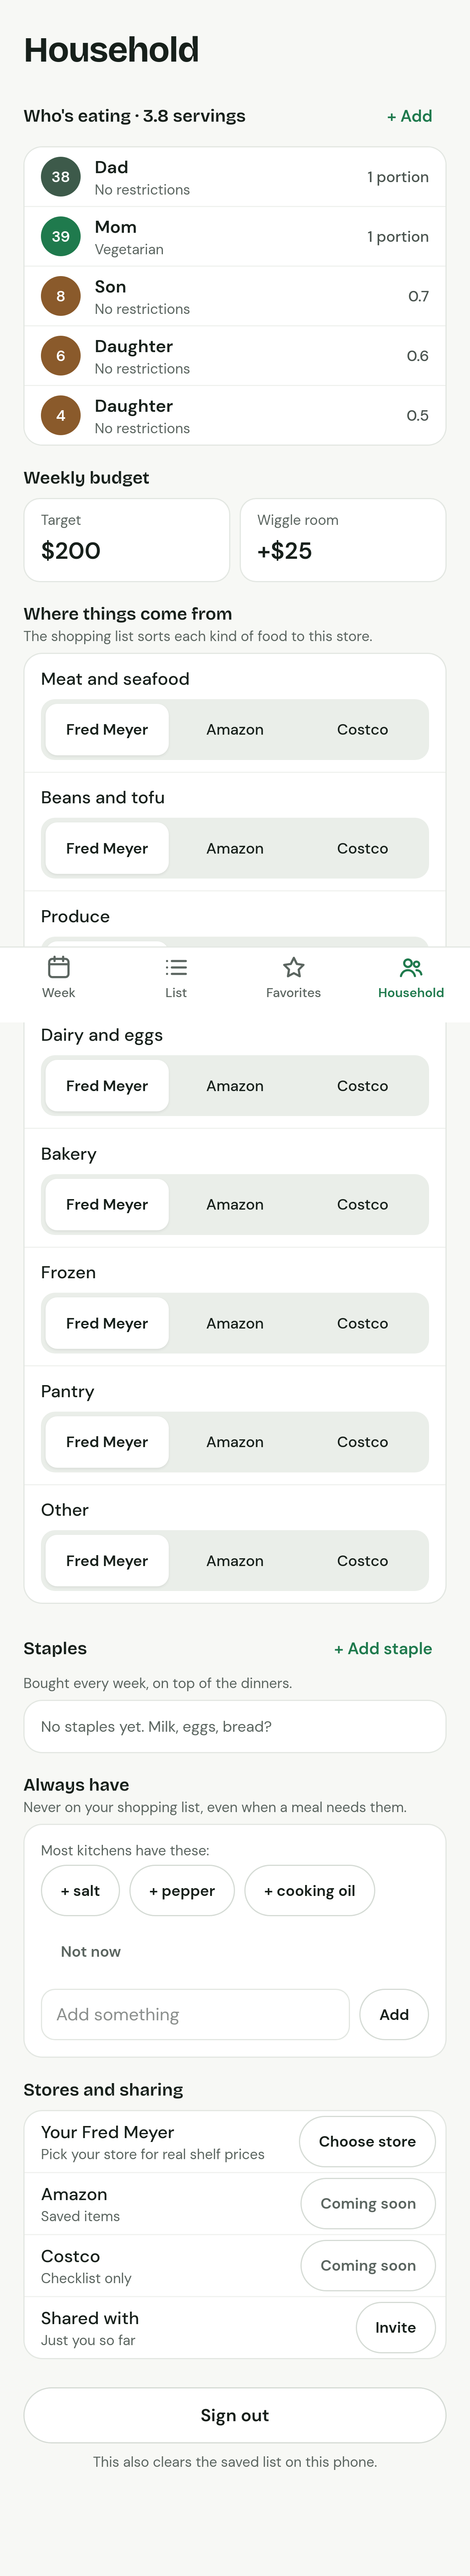 Household
Who's eating · 3.8 servings
+ Add
38
Dad
No restrictions
1 portion
39
Mom
Vegetarian
1 portion
8
Son
No restrictions
0.7
6
Daughter
No restrictions
0.6
4
Daughter
No restrictions
0.5
Weekly budget
Target
$200
Wiggle room
+$25
Where things come from
The shopping list sorts each kind of food to this store.
Meat and seafood
Fred Meyer Amazon Costco
Beans and tofu
Fred Meyer Amazon Costco
Produce
Week List Favorites Household
Dairy and eggs
Fred Meyer Amazon Costco
Bakery
Fred Meyer Amazon Costco
Frozen
Fred Meyer Amazon Costco
Pantry
Fred Meyer Amazon Costco
Other
Fred Meyer Amazon Costco
Staples
+ Add staple
Bought every week, on top of the dinners.
No staples yet. Milk, eggs, bread?
Always have
Never on your shopping list, even when a meal needs them.
Most kitchens have these:
+ salt + pepper + cooking oil
Not now
Add something
Add
Stores and sharing
Your Fred Meyer
Pick your store for real shelf prices
Choose store
Amazon
Saved items
Coming soon
Costco
Checklist only
Coming soon
Shared with
Just you so far
Invite
Sign out
This also clears the saved list on this phone.